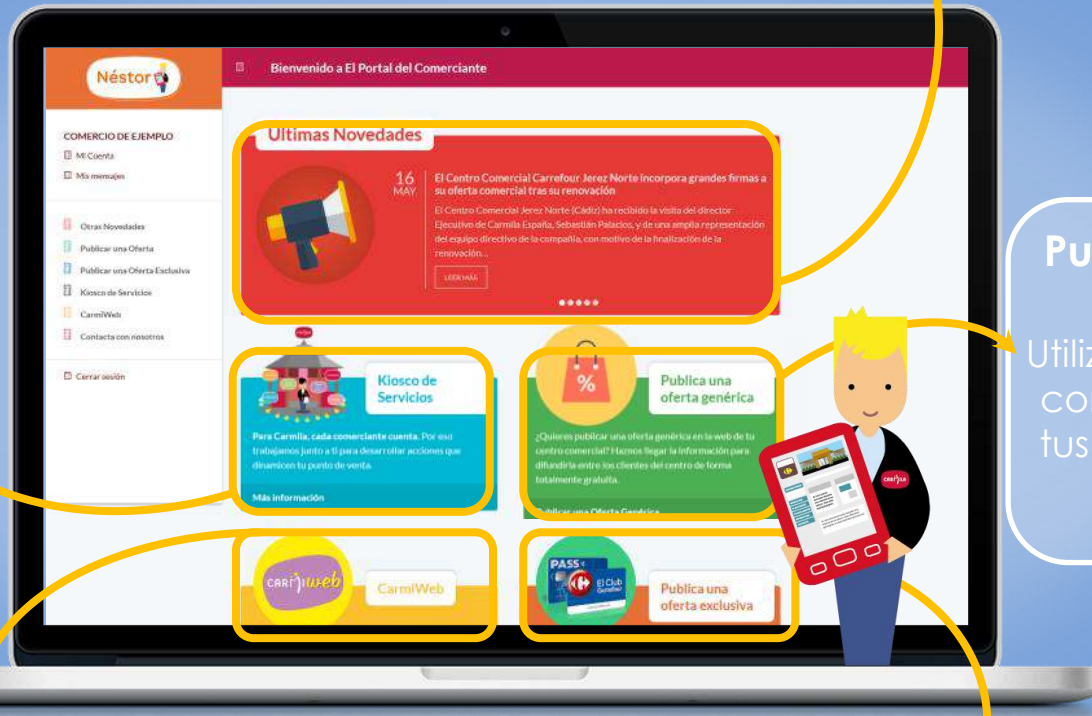 Néstor
Bienvenido a El Portal del Comerciante
COMERCIO DE EJEMPLO
Mi Cuenta
Mis mensajes
Otras Novedades
Publicar una Oferta
Publicar una Oferta Exclusiva
Kiosco de Servicios
CarmiWeb
Contacta con nosotros
Cerrar sesión
Últimas Novedades
16
MAY
El Centro Comercial Carrefour Jerez Norte incorpora grandes firmas a
su oferta comercial tras su renovación
El Centro Comercial Jerez Norte (Cádiz) ha recibido la visita del director
Ejecutivo de Carmila España, Sebastián Palacios, y de una amplia representación
del equipo directivo de la compañía, con motivo de la finalización de la
renovación...
LEER MÁS
Kiosco de
Servicios
Para Carmila, cada comerciante cuenta. Por eso
trabajamos junto a ti para desarrollar acciones que
dinamicen tu punto de venta.
Más información
%
Publica una
oferta genérica
¿Quieres publicar una oferta genérica en la web de tu
centro comercial? Haznos llegar la información para
difundirla entre los clientes del centro de forma
totalmente gratuita.
Publicar una Oferta Genérica
CARMIweb
CarmiWeb
PASS
El Club
Carrefour
Publica una
oferta exclusiva
CARMILA
Pu
Utiliz
co
tus